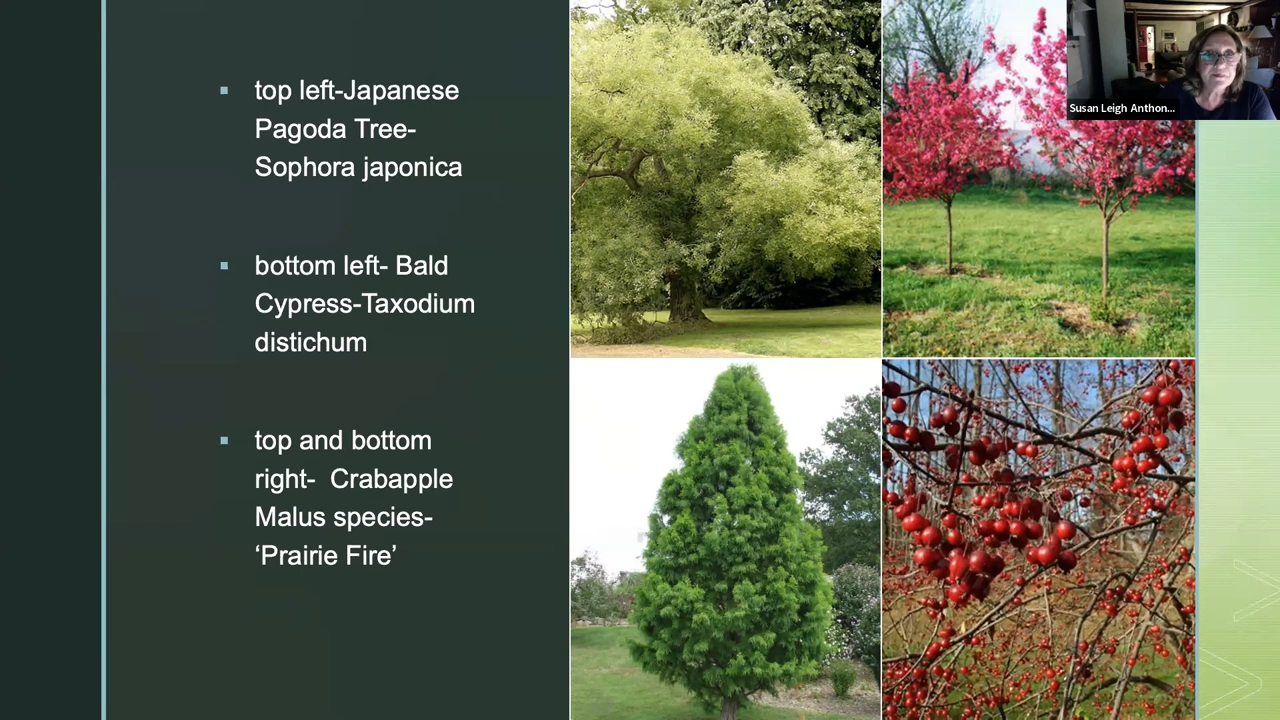 top left-Japanese
Pagoda Tree-
Sophora japonica
bottom left- Bald
Cypress-Taxodium
distichum
top and bottom
right-  Crabapple
Malus species-
‘Prairie Fire’
Susan Leigh Anthon...